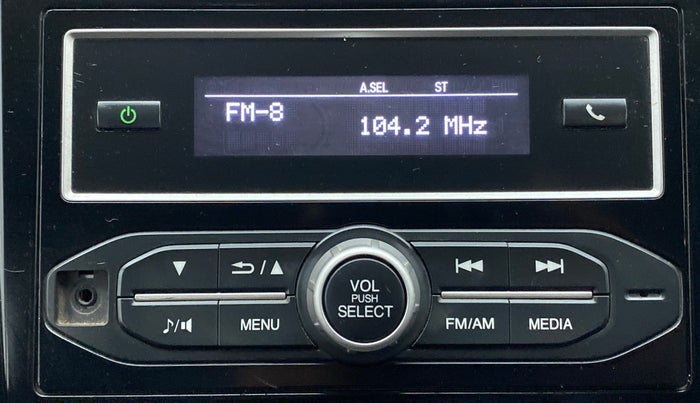 A.SEL ST
FM-8
104.2 MHz
VOL
PUSH
SELECT
MENU
FM/AM
MEDIA